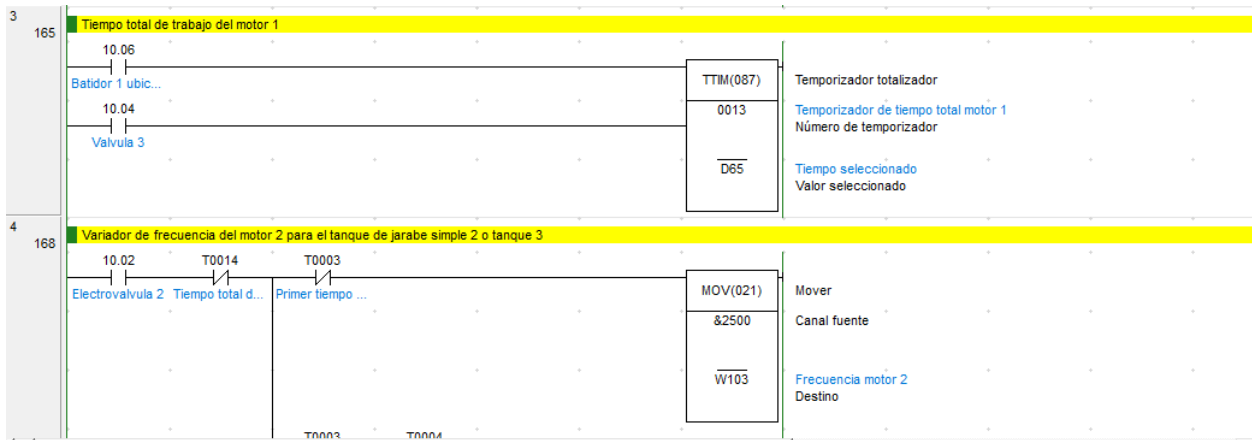 3
165
Tiempo total de trabajo del motor 1
10.06
Batidor 1 ubic...
TTIM(087)
Temporizador totalizador
10.04
Valvula 3
0013
Temporizador de tiempo total motor 1
Número de temporizador
D65
Tiempo seleccionado
Valor seleccionado
4
168
Variador de frecuencia del motor 2 para el tanque de jarabe simple 2 o tanque 3
10.02 T0014 T0003
Electrovalvula 2 Tiempo total d... Primer tiempo ...
MOV(021)
Mover
&2500
Canal fuente
W103
Frecuencia motor 2
Destino
T0003 T0004